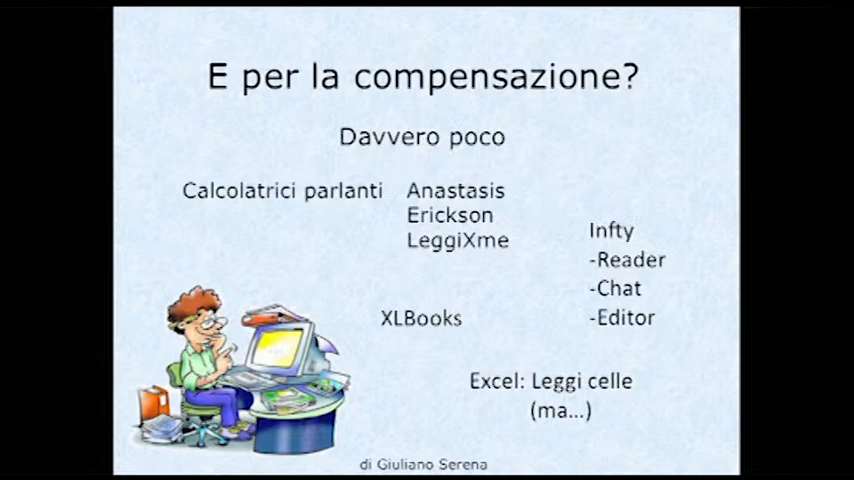 E per la compensazione?
Davvero poco
Calcolatrici parlanti Anastasis
Erickson
LeggiXme
Infty
-Reader
-Chat
-Editor
XLBooks
Excel: Leggi celle
(ma...)
di Giuliano Serena